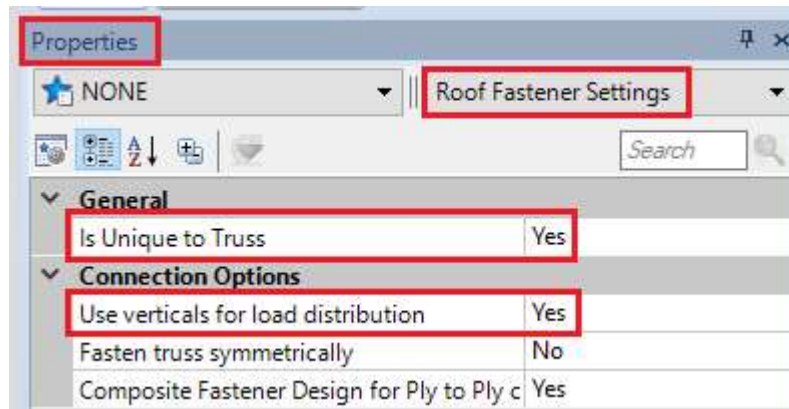 Properties
NONE Roof Fastener Settings
Search
General
Is Unique to Truss Yes
Connection Options
Use verticals for load distribution Yes
Fasten truss symmetrically No
Composite Fastener Design for Ply to Ply c Yes